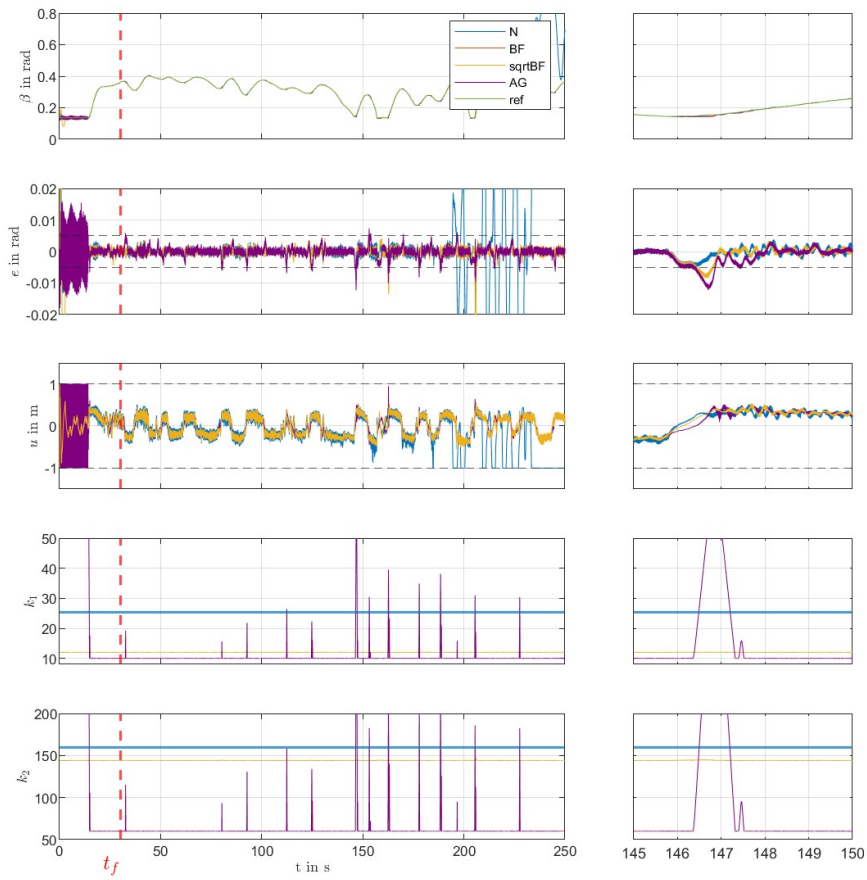 0.8
0.6
0.4
0.2
0
β in rad
N
BF
sqrtBF
AG
ref
0.02
0.01
0
-0.01
-0.02
e in rad
1
0
-1
u in m
50
40
30
20
10
k1
200
150
100
50
k2
0 50 100 150 200 250
145 146 147 148 149 150
tf
t in s